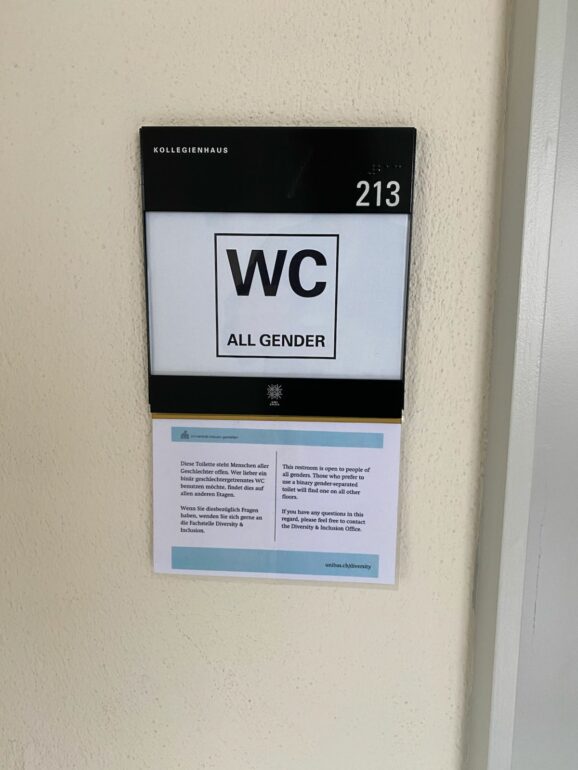 KOLLEGIENHAUS
213
WC
ALL GENDER
Diese Toilette steht Menschen aller
Geschlechter offen. Wer lieber ein
binär geschlechtergetrenntes WC
benutzen möchte, findet dies auf
allen anderen Etagen.
Wenn Sie diesbezüglich Fragen
haben, wenden Sie sich gerne an
die Fachstelle Diversity &
Inclusion.
This restroom is open to people of
all genders. Those who prefer to
use a binary gender-separated
toilet will find one on all other
floors.
If you have any questions in this
regard, please feel free to contact
the Diversity & Inclusion Office.
unibas.ch/diversity